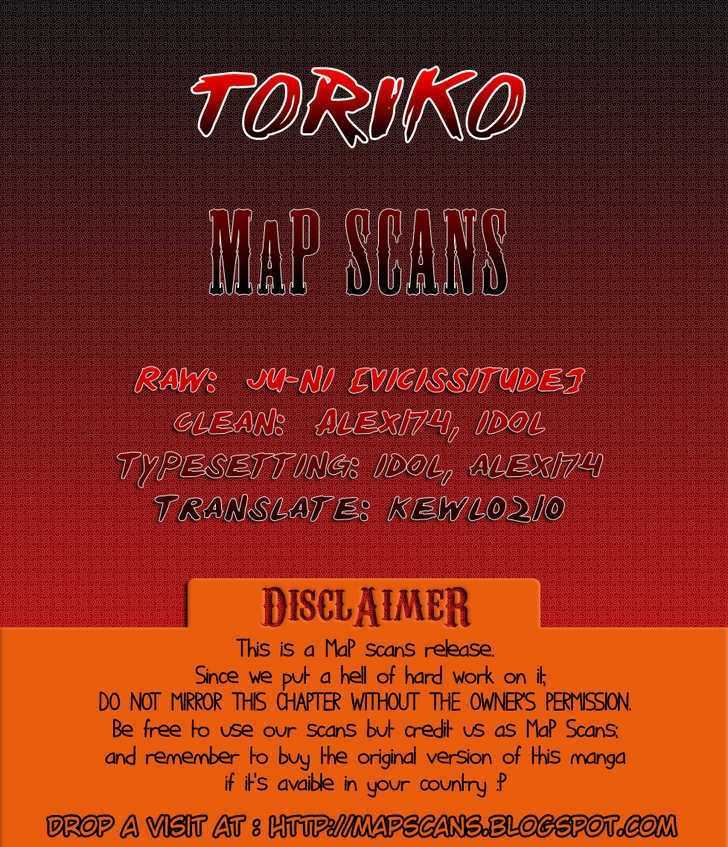 TORIKO
MAP SCANS
RAW: JU-NI [VICISSITUDE]
CLEAN: ALEX174, IDOL
TYPESETTING: IDOL, ALEX174
TRANSLATE: KEWL0210
DISCLAIMER
This is a MaP scans release.
Since we put a hell of hard work on it,
DO NOT MIRROR THIS CHAPTER WITHOUT THE OWNER'S PERMISSION.
Be free to use our scans but credit us as MaP Scans;
and remember to buy the original version of this manga
if it's avaible in your country :P
DROP A VISIT AT : HTTP://MAPSCANS.BLOGSPOT.COM